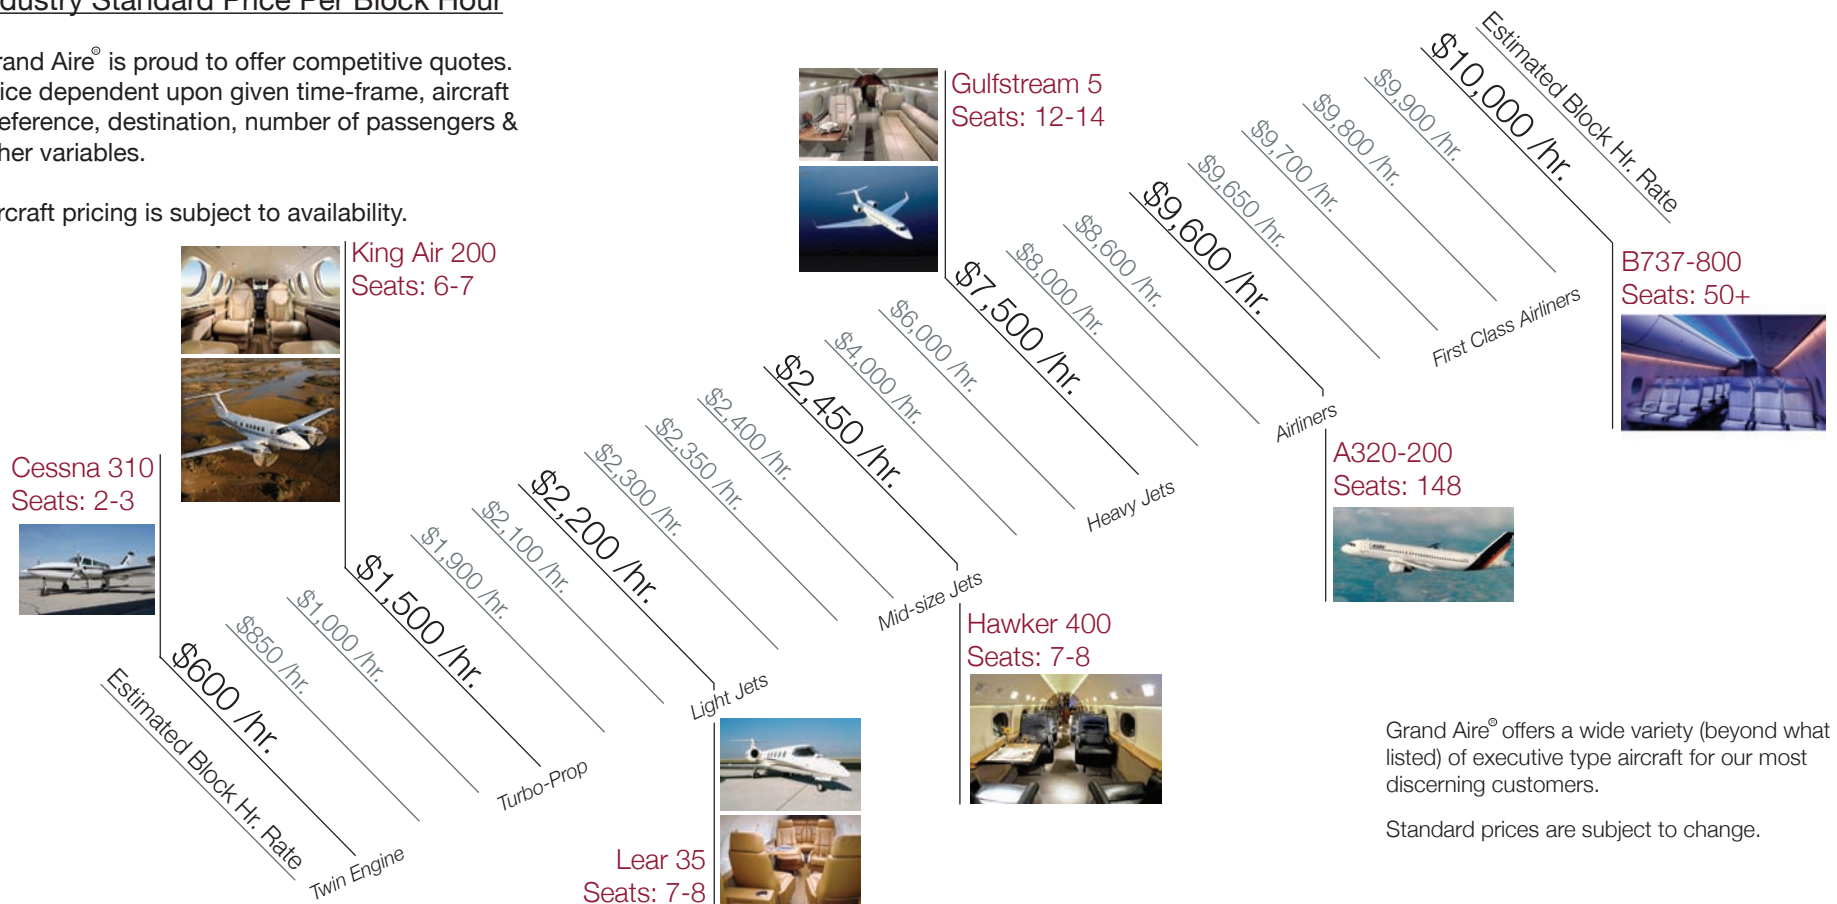 ndustry Standard Price Per Block Hour
rand Aire® is proud to offer competitive quotes.
ice dependent upon given time-frame, aircraft
eference, destination, number of passengers &
her variables.
rcraft pricing is subject to availability.
Cessna 310
Seats: 2-3
King Air 200
Seats: 6-7
Gulfstream 5
Seats: 12-14
B737-800
Seats: 50+
A320-200
Seats: 148
Hawker 400
Seats: 7-8
Lear 35
Seats: 7-8
Estimated Block Hr. Rate
$600 /hr.
$850 /hr.
$1,000 /hr.
$1,500 /hr.
$1,900 /hr.
$2,100 /hr.
$2,200 /hr.
$2,300 /hr.
$2,350 /hr.
$2,400 /hr.
$2,450 /hr.
$4,000 /hr.
$6,000 /hr.
$7,500 /hr.
$8,000 /hr.
$8,600 /hr.
$9,600 /hr.
$9,650 /hr.
$9,700 /hr.
$9,800 /hr.
$9,900 /hr.
$10,000 /hr.
Estimated Block Hr. Rate
Twin Engine
Turbo-Prop
Light Jets
Mid-size Jets
Heavy Jets
Airliners
First Class Airliners
Grand Aire® offers a wide variety (beyond what
listed) of executive type aircraft for our most
discerning customers.
Standard prices are subject to change.